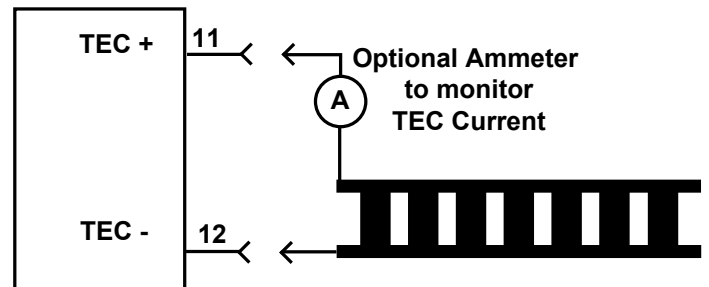 TEC +
11
Optional Ammeter
to monitor
TEC Current
A
TEC -
12